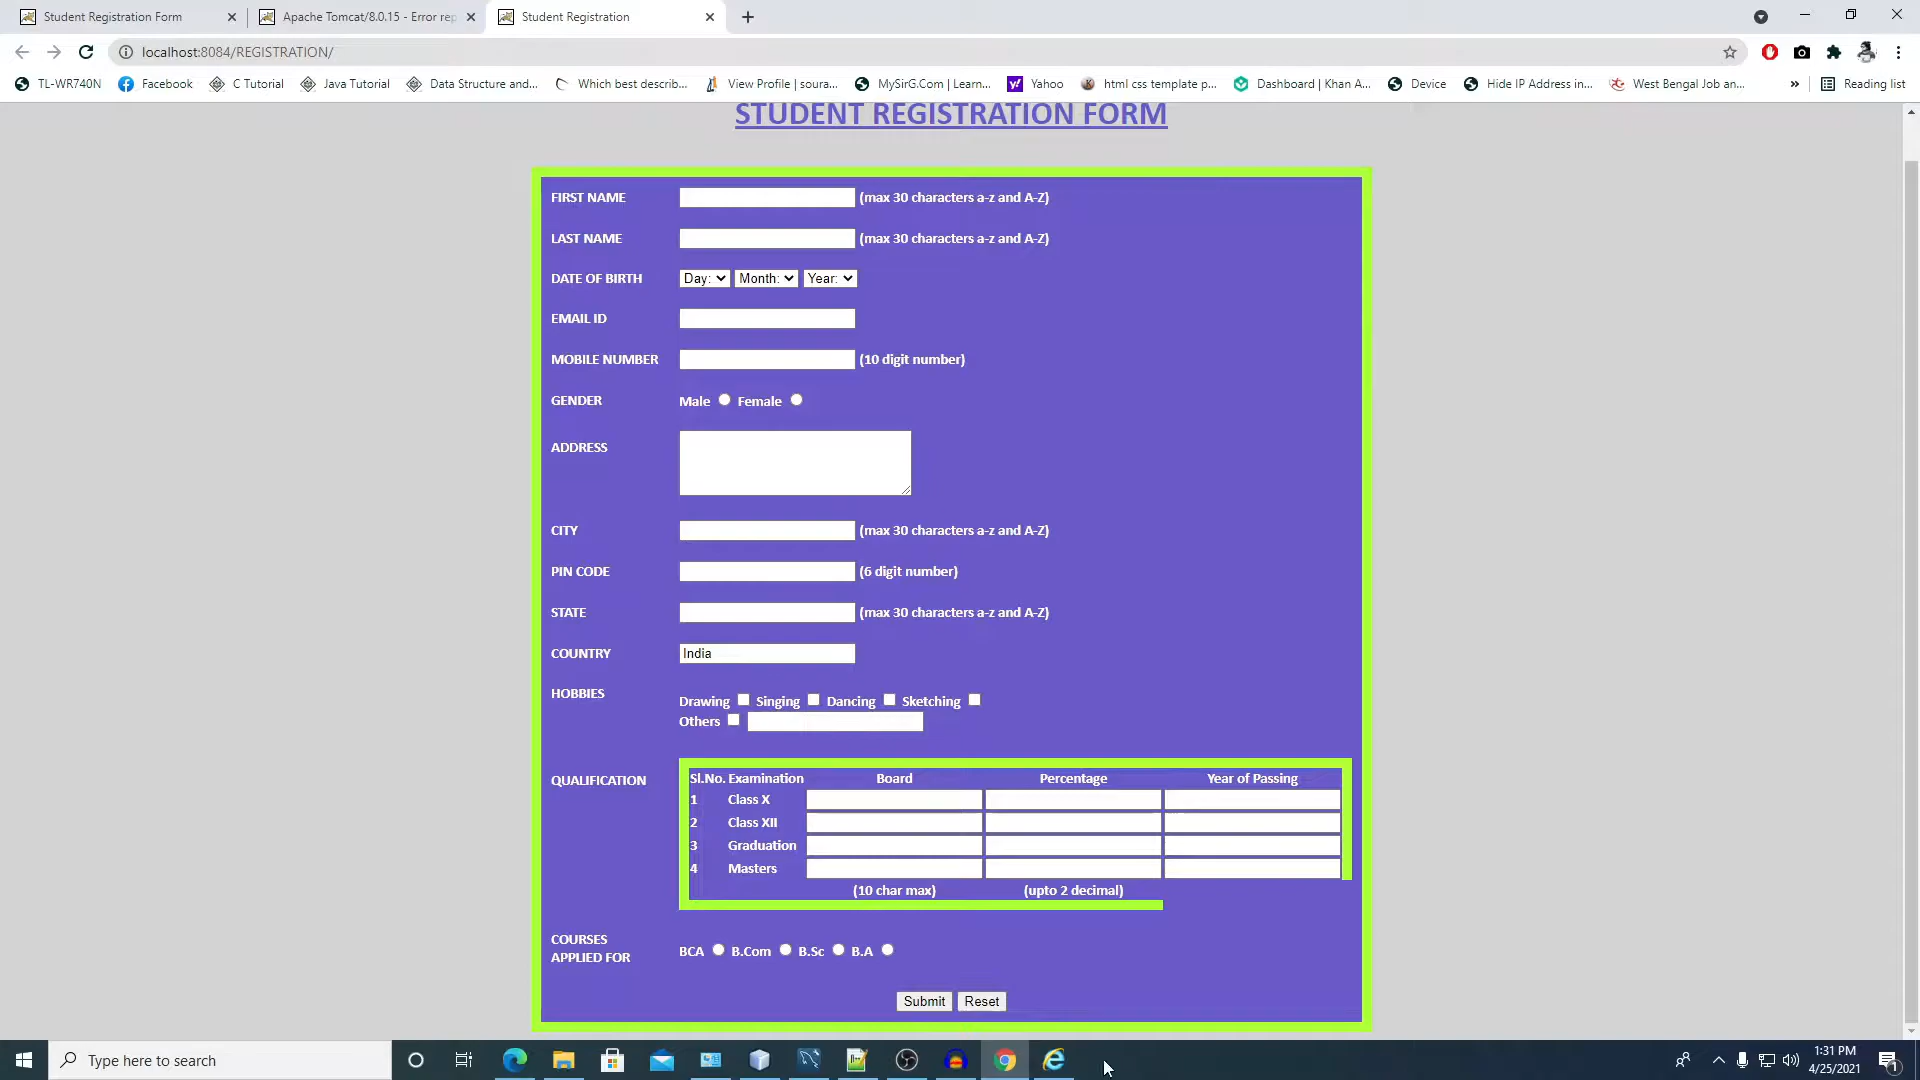 Student Registration Form
Apache Tomcat/8.0.15 - Error rep
Student Registration
localhost:8084/REGISTRATION/
TL-WR740N
Facebook
C Tutorial
Java Tutorial
Data Structure and...
Which best describ...
View Profile | soura...
MySirG.Com | Learn...
Yahoo
html css template p...
Dashboard | Khan A...
Device
Hide IP Address in...
West Bengal Job an...
»
Reading list
STUDENT REGISTRATION FORM
FIRST NAME (max 30 characters a-z and A-Z)
LAST NAME (max 30 characters a-z and A-Z)
DATE OF BIRTH Day: Month: Year:
EMAIL ID
MOBILE NUMBER (10 digit number)
GENDER Male Female
ADDRESS
CITY (max 30 characters a-z and A-Z)
PIN CODE (6 digit number)
STATE (max 30 characters a-z and A-Z)
COUNTRY India
HOBBIES Drawing Singing Dancing Sketching
Others
QUALIFICATION
Sl.No. Examination Board Percentage Year of Passing
1 Class X
2 Class XII
3 Graduation
4 Masters
(10 char max) (upto 2 decimal)
COURSES
APPLIED FOR
BCA B.Com B.Sc B.A
Submit Reset
Type here to search
1:31 PM
4/25/2021
1